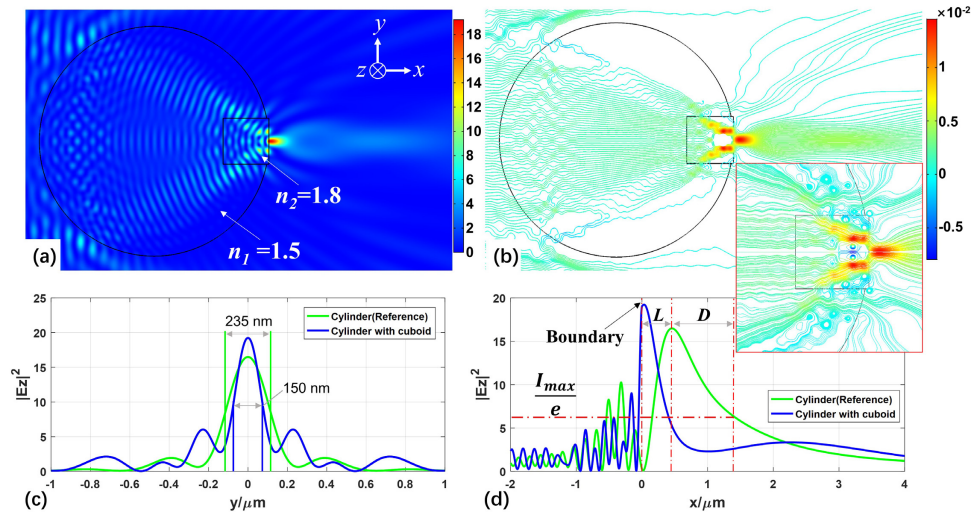 y
z
x
n2=1.8
n1 =1.5
(a)
18
16
14
12
10
8
6
4
2
0
×10⁻²
1
0.5
0
-0.5
(b)
25
20
15
10
5
0
|Ez|²
235 nm
150 nm
Cylinder(Reference)
Cylinder with cuboid
-1 -0.8 -0.6 -0.4 -0.2 0 0.2 0.4 0.6 0.8 1
y/μm
(c)
20
15
10
5
0
|Ez|²
Boundary
L
D
Imax
e
Cylinder(Reference)
Cylinder with cuboid
-2 -1 0 1 2 3 4
x/μm
(d)